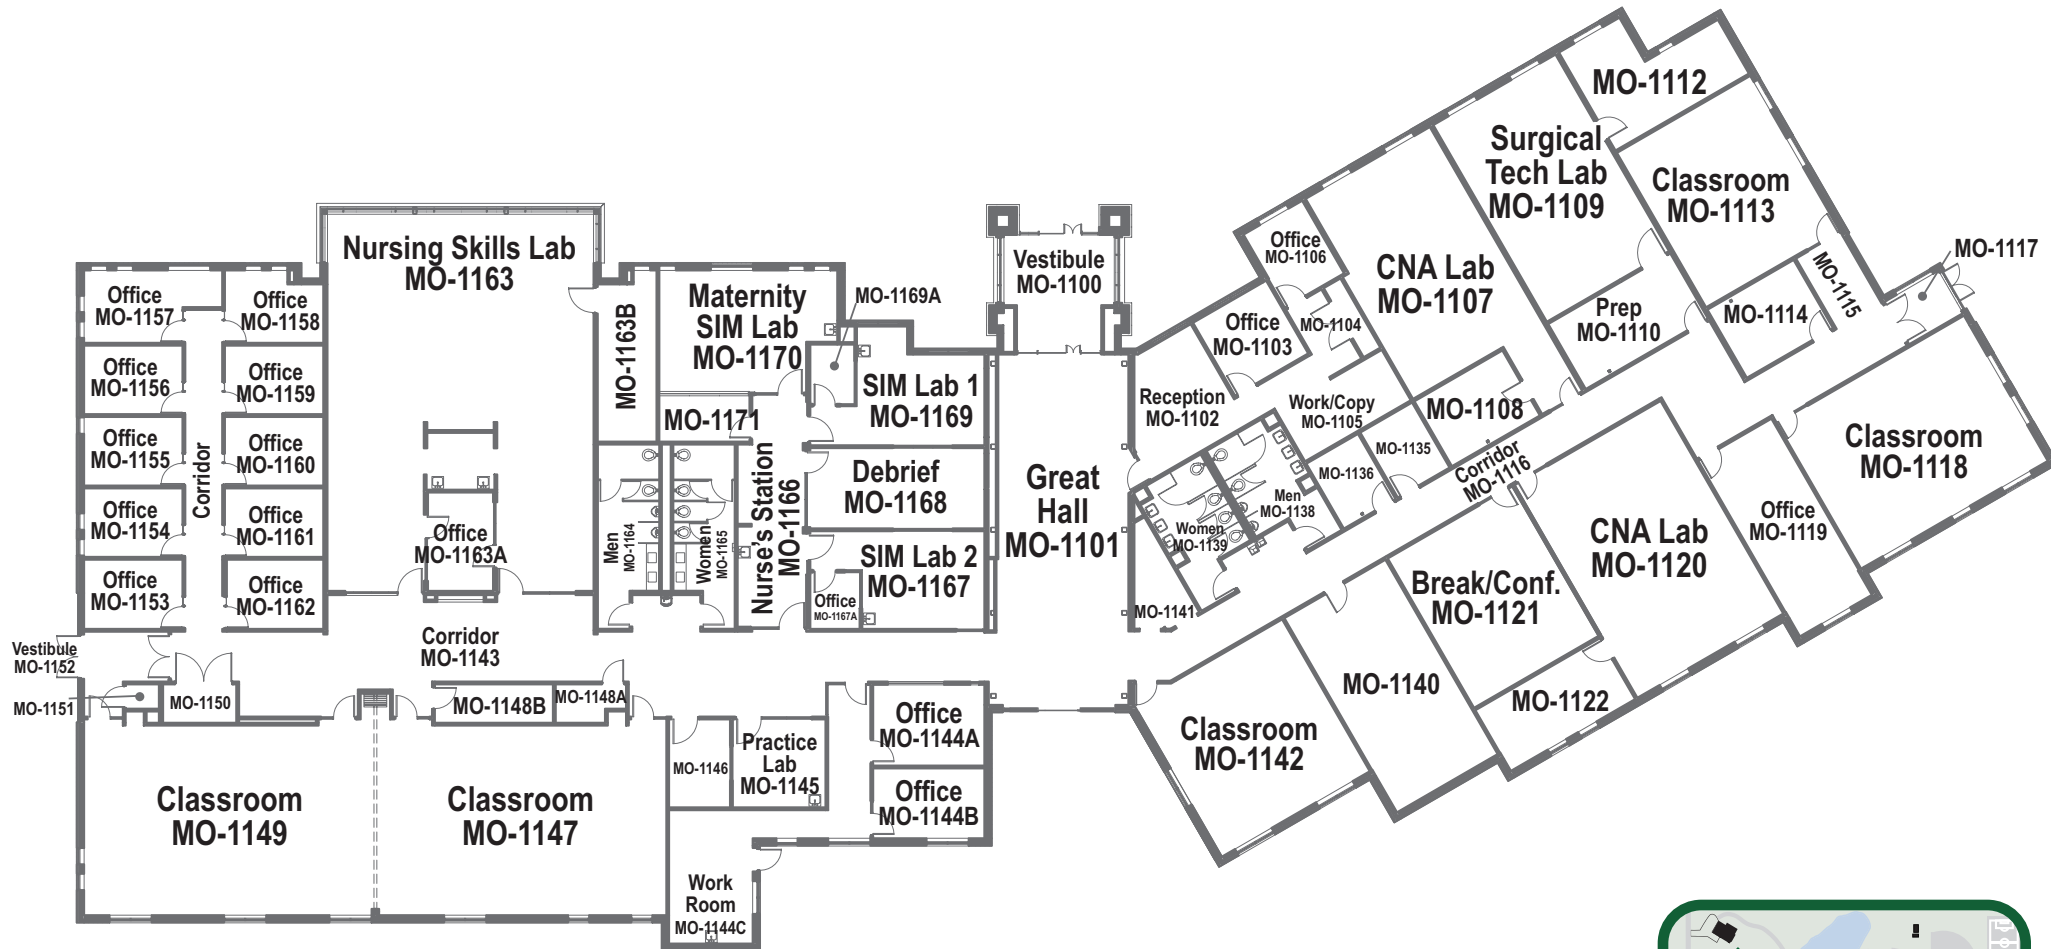 MO-1112
Surgical
Tech Lab
MO-1109
Classroom
MO-1113
MO-1117
Office
MO-1106
Vestibule
MO-1100
CNA Lab
MO-1107
MO-1115
Nursing Skills Lab
MO-1163
Office
MO-1157
Office
MO-1158
MO-1163B
Maternity
SIM Lab
MO-1170
MO-1169A
Office
MO-1103
MO-1104
Prep
MO-1110
MO-1114
Office
MO-1156
Office
MO-1159
SIM Lab 1
MO-1169
MO-1171
Reception
MO-1102
Work/Copy
MO-1105
MO-1108
Office
MO-1155
Corridor
Office
MO-1160
Debrief
MO-1168
Great
Hall
MO-1101
MO-1135
MO-1136
Corridor
MO-1116
Classroom
MO-1118
Office
MO-1154
Office
MO-1161
Office
MO-1163A
Men
MO-1164
Women
MO-1165
Nurse's Station
MO-1166
Men
MO-1138
Women
MO-1139
Office
MO-1119
CNA Lab
MO-1120
Office
MO-1153
Office
MO-1162
SIM Lab 2
MO-1167
Office
MO-1167A
MO-1141
Break/Conf.
MO-1121
Vestibule
MO-1152
Corridor
MO-1143
MO-1151
MO-1150
MO-1148B
MO-1148A
MO-1140
MO-1122
Office
MO-1144A
Classroom
MO-1142
Practice
Lab
MO-1145
MO-1146
Classroom
MO-1149
Classroom
MO-1147
Office
MO-1144B
Work
Room
MO-1144C